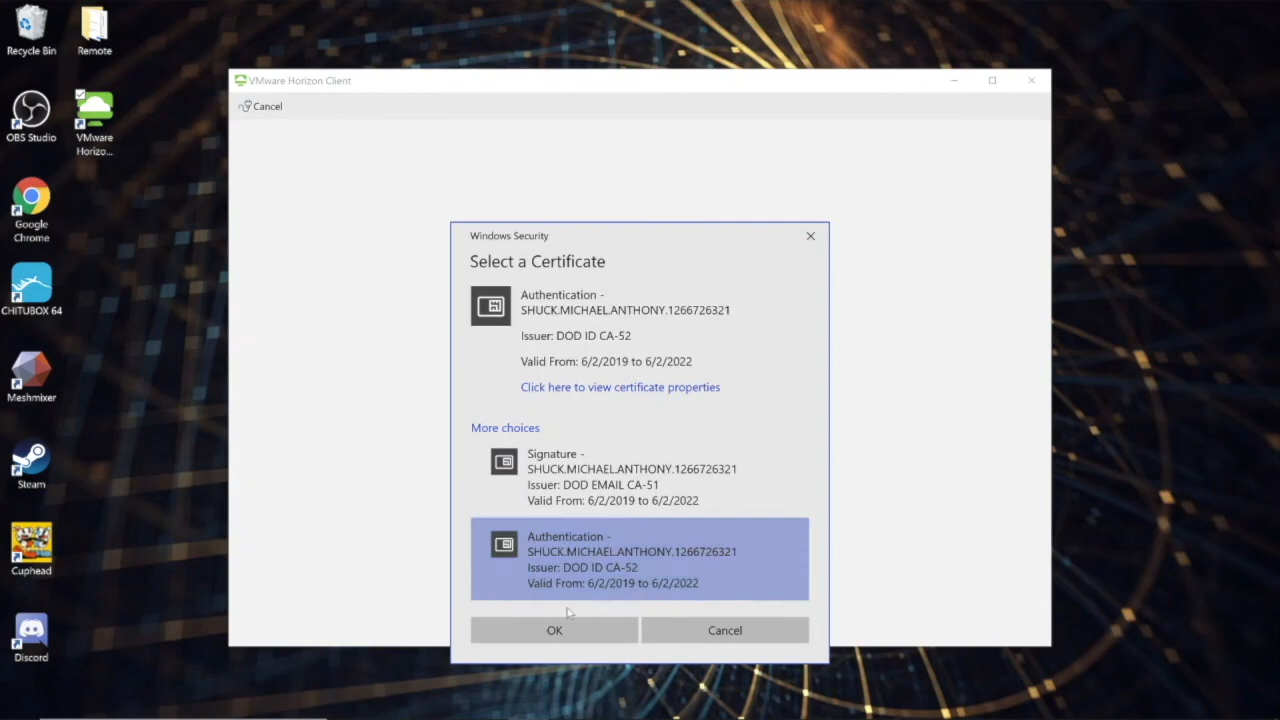 Recycle Bin
Remote
OBS Studio
VMware
Horizo...
Google
Chrome
CHITUBOX 64
Meshmixer
Steam
Cuphead
Discord
VMware Horizon Client
Cancel
Windows Security
Select a Certificate
Authentication -
SHUCK.MICHAEL.ANTHONY.1266726321
Issuer: DOD ID CA-52
Valid From: 6/2/2019 to 6/2/2022
Click here to view certificate properties
More choices
Signature -
SHUCK.MICHAEL.ANTHONY.1266726321
Issuer: DOD EMAIL CA-51
Valid From: 6/2/2019 to 6/2/2022
Authentication -
SHUCK.MICHAEL.ANTHONY.1266726321
Issuer: DOD ID CA-52
Valid From: 6/2/2019 to 6/2/2022
OK
Cancel